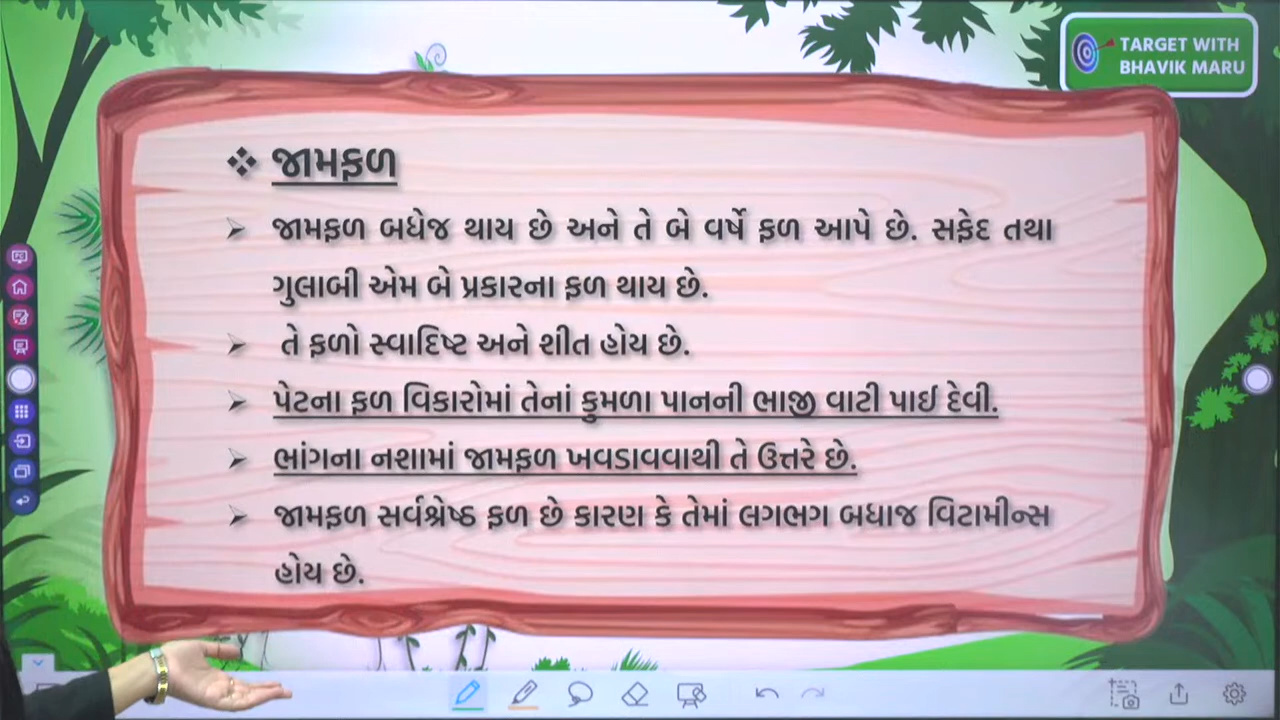 TARGET WITH
BHAVIK MARU
❖ જામફળ
➢ જામફળ બધેજ થાય છે અને તે બે વર્ષે ફળ આપે છે. સફેદ તથા
ગુલાબી એમ બે પ્રકારના ફળ થાય છે.
➢ તે ફળો સ્વાદિષ્ટ અને શીત હોય છે.
➢ પેટના ફળ વિકારોમાં તેનાં કુમળા પાનની ભાજી વાટી પાઈ દેવી.
➢ ભાંગના નશામાં જામફળ ખવડાવવાથી તે ઉત્તરે છે.
➢ જામફળ સર્વશ્રેષ્ઠ ફળ છે કારણ કે તેમાં લગભગ બધાજ વિટામીન્સ
હોય છે.